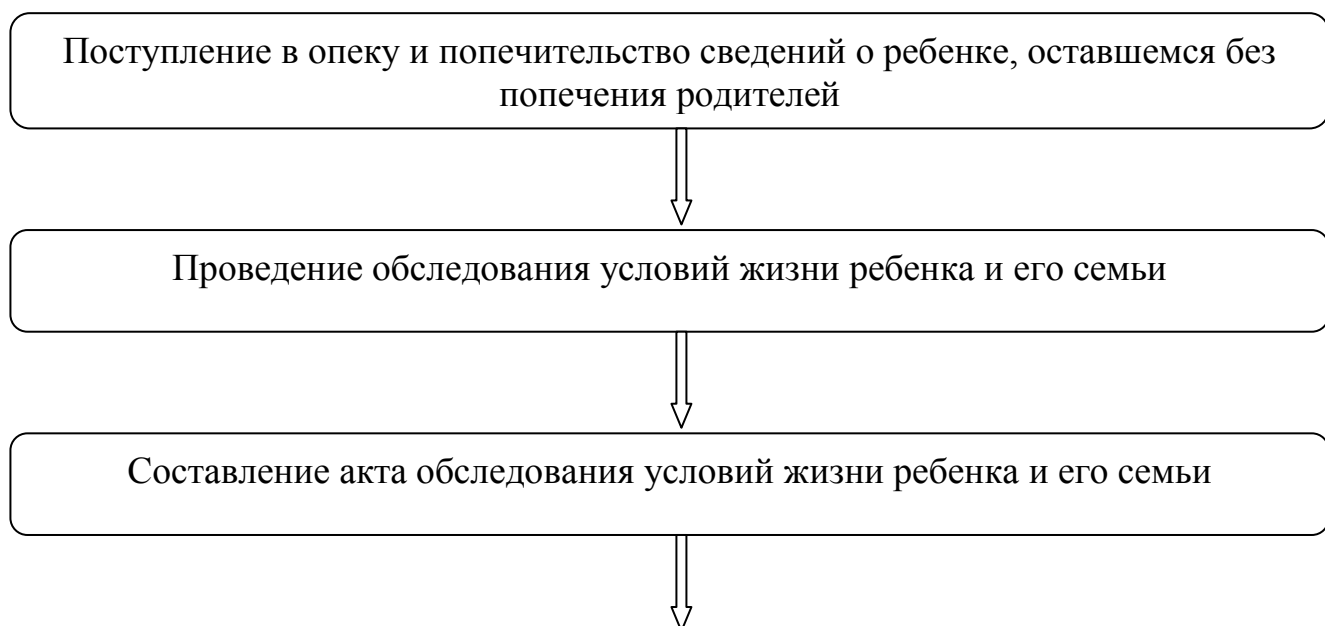 Поступление в опеку и попечительство сведений о ребенке, оставшемся без
попечения родителей
Проведение обследования условий жизни ребенка и его семьи
Составление акта обследования условий жизни ребенка и его семьи